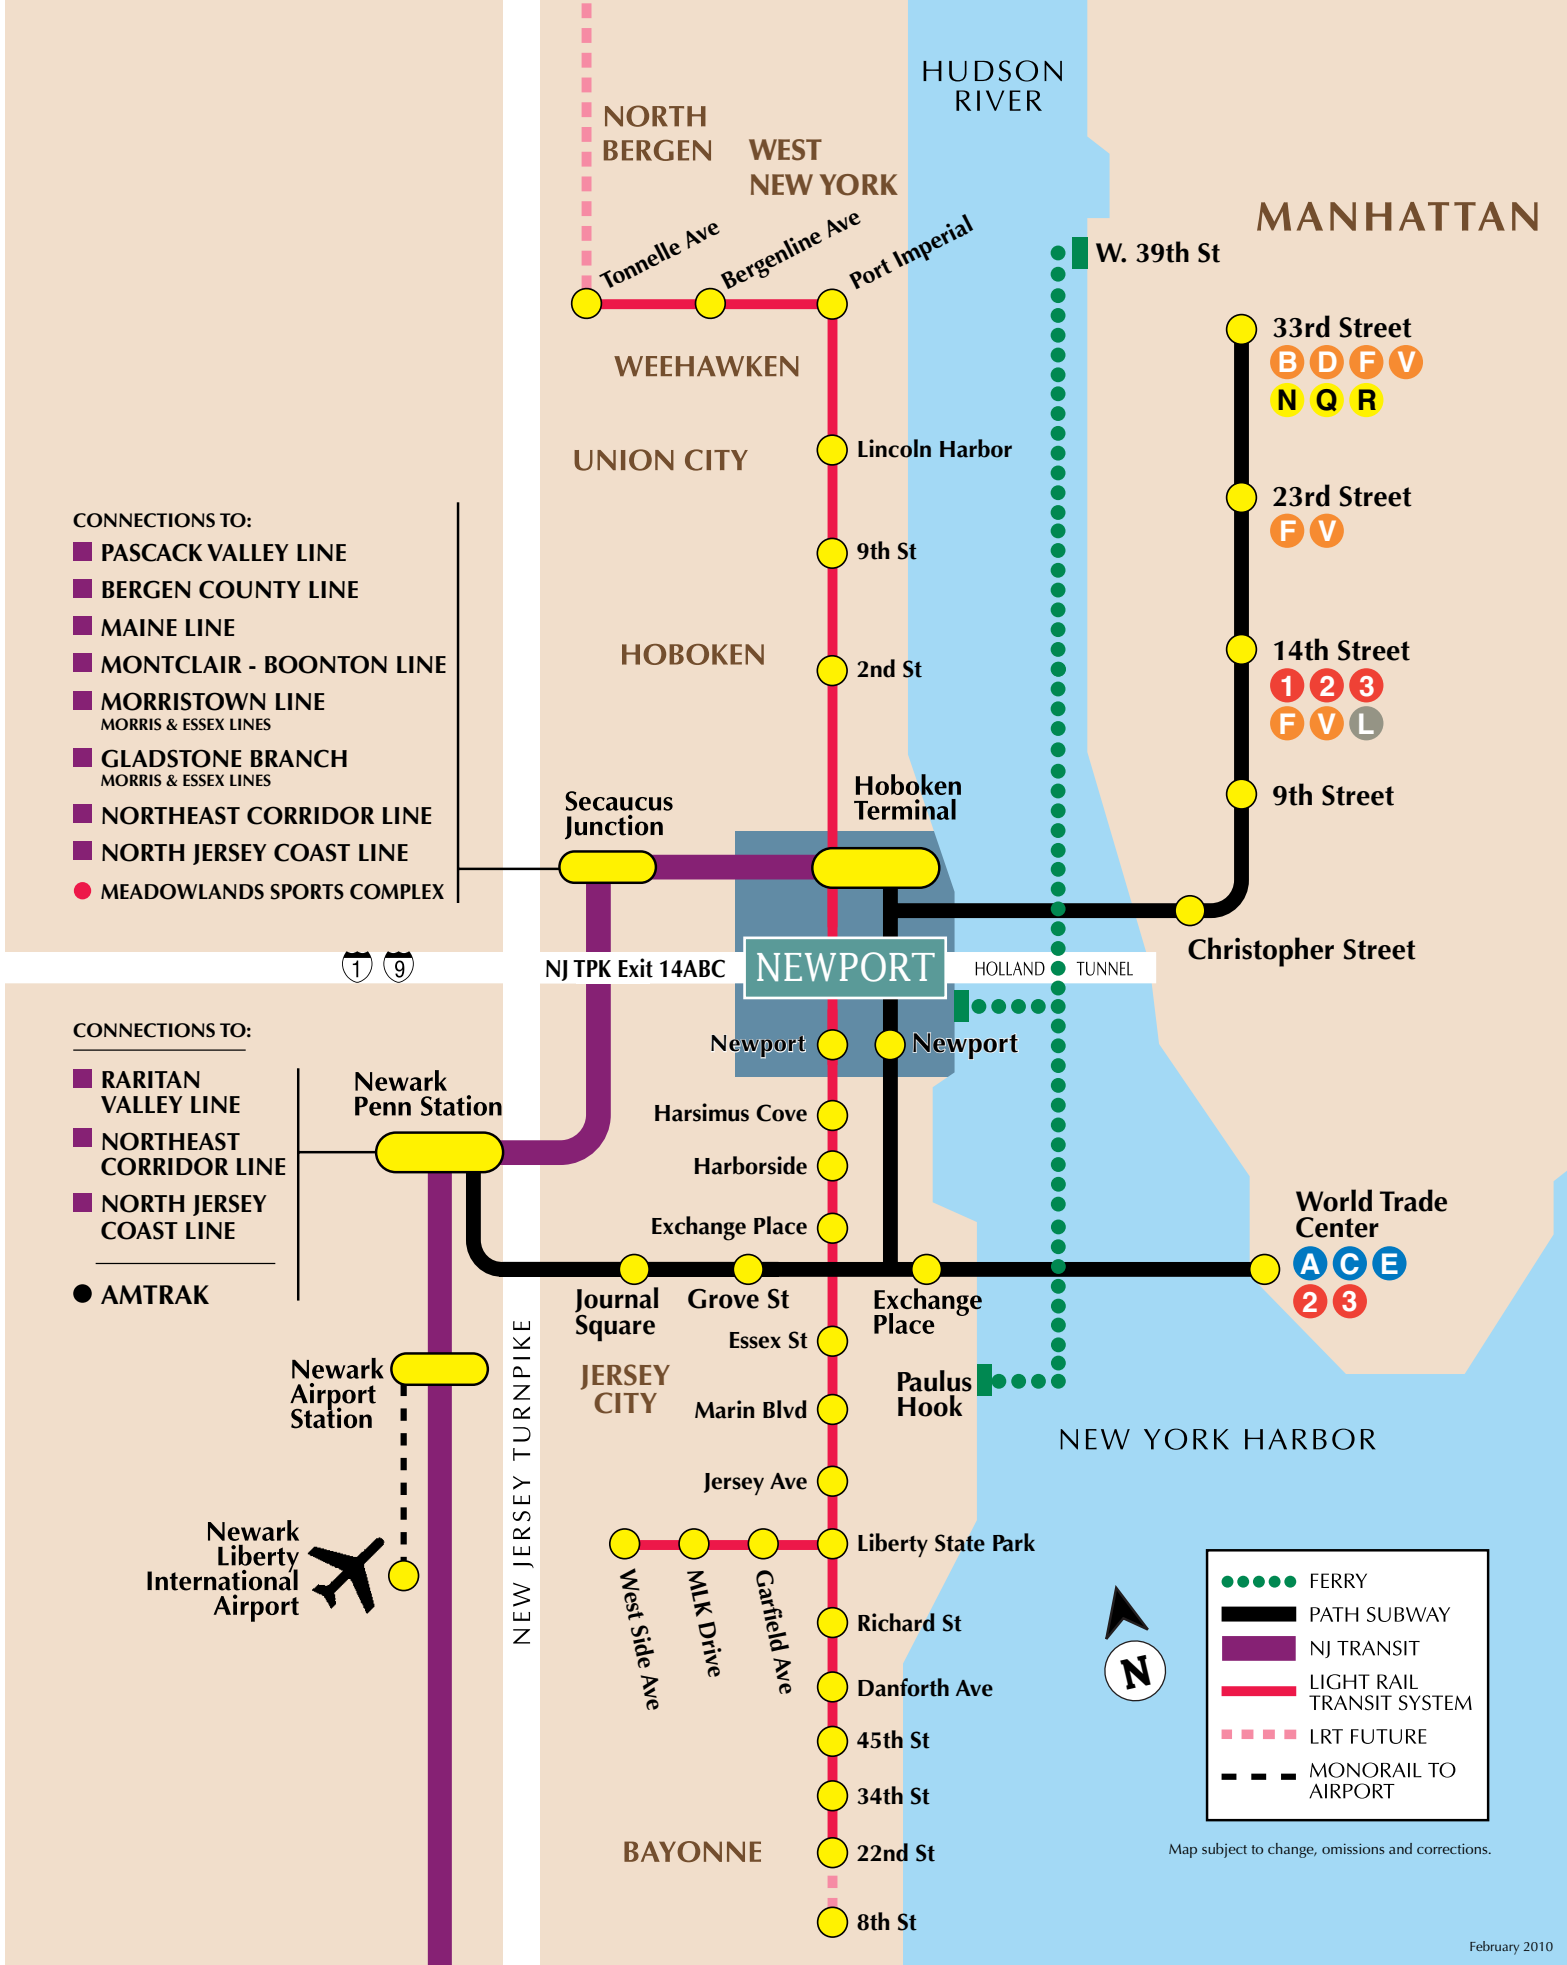 HUDSON
RIVER
NORTH
BERGEN
WEST
NEW YORK
MANHATTAN
Tonnelle Ave
Bergenline Ave
Port Imperial
W. 39th St
33rd Street
B D F V
N Q R
WEEHAWKEN
UNION CITY
Lincoln Harbor
23rd Street
F V
9th St
HOBOKEN
2nd St
14th Street
1 2 3
F V L
9th Street
CONNECTIONS TO:
PASCACK VALLEY LINE
BERGEN COUNTY LINE
MAINE LINE
MONTCLAIR - BOONTON LINE
MORRISTOWN LINE
MORRIS & ESSEX LINES
GLADSTONE BRANCH
MORRIS & ESSEX LINES
NORTHEAST CORRIDOR LINE
NORTH JERSEY COAST LINE
MEADOWLANDS SPORTS COMPLEX
Secaucus
Junction
Hoboken
Terminal
Christopher Street
1 9
NJ TPK Exit 14ABC
NEWPORT
HOLLAND TUNNEL
Newport
Newport
CONNECTIONS TO:
RARITAN
VALLEY LINE
NORTHEAST
CORRIDOR LINE
NORTH JERSEY
COAST LINE
AMTRAK
Newark
Penn Station
Harsimus Cove
Harborside
Exchange Place
World Trade
Center
A C E
2 3
Journal
Square
Grove St
Exchange
Place
Essex St
JERSEY
CITY
Paulus
Hook
Marin Blvd
Newark
Airport
Station
NEW JERSEY TURNPIKE
NEW YORK HARBOR
Jersey Ave
Liberty State Park
West Side Ave
MLK Drive
Garfield Ave
Newark
Liberty
International
Airport
Richard St
Danforth Ave
45th St
34th St
BAYONNE
22nd St
8th St
N
FERRY
PATH SUBWAY
NJ TRANSIT
LIGHT RAIL
TRANSIT SYSTEM
LRT FUTURE
MONORAIL TO
AIRPORT
Map subject to change, omissions and corrections.
February 2010